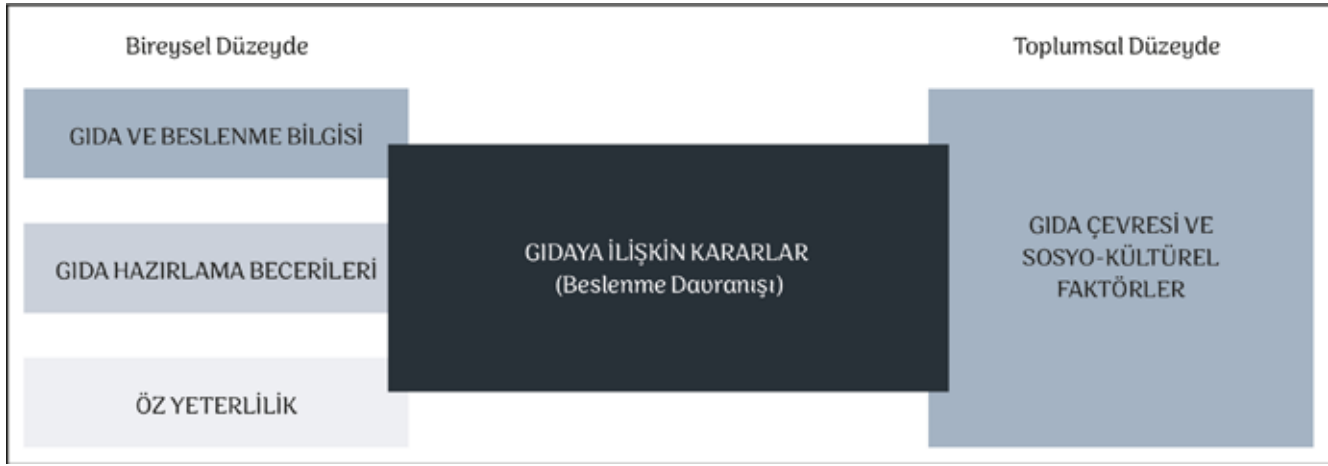 Bireysel Düzeyde
GIDA VE BESLENME BİLGİSİ
GIDA HAZIRLAMA BECERİLERİ
ÖZ YETERLİLİK
GIDAYA İLİŞKİN KARARLAR
(Beslenme Davranışı)
Toplumsal Düzeyde
GIDA ÇEVRESİ VE
SOSYO-KÜLTÜREL
FAKTÖRLER